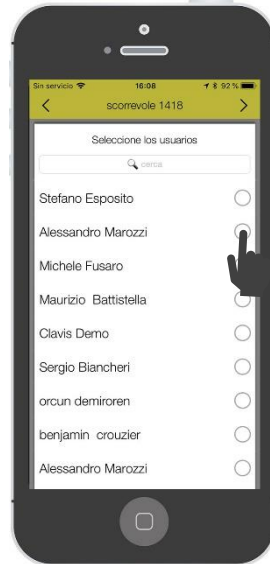 Sin servicio 16:08 92 %
scorrevole 1418
Seleccione los usuarios
cerca
Stefano Esposito
Alessandro Marozzi
Michele Fusaro
Maurizio Battistella
Clavis Demo
Sergio Biancheri
orcun demiroren
benjamin crouzier
Alessandro Marozzi